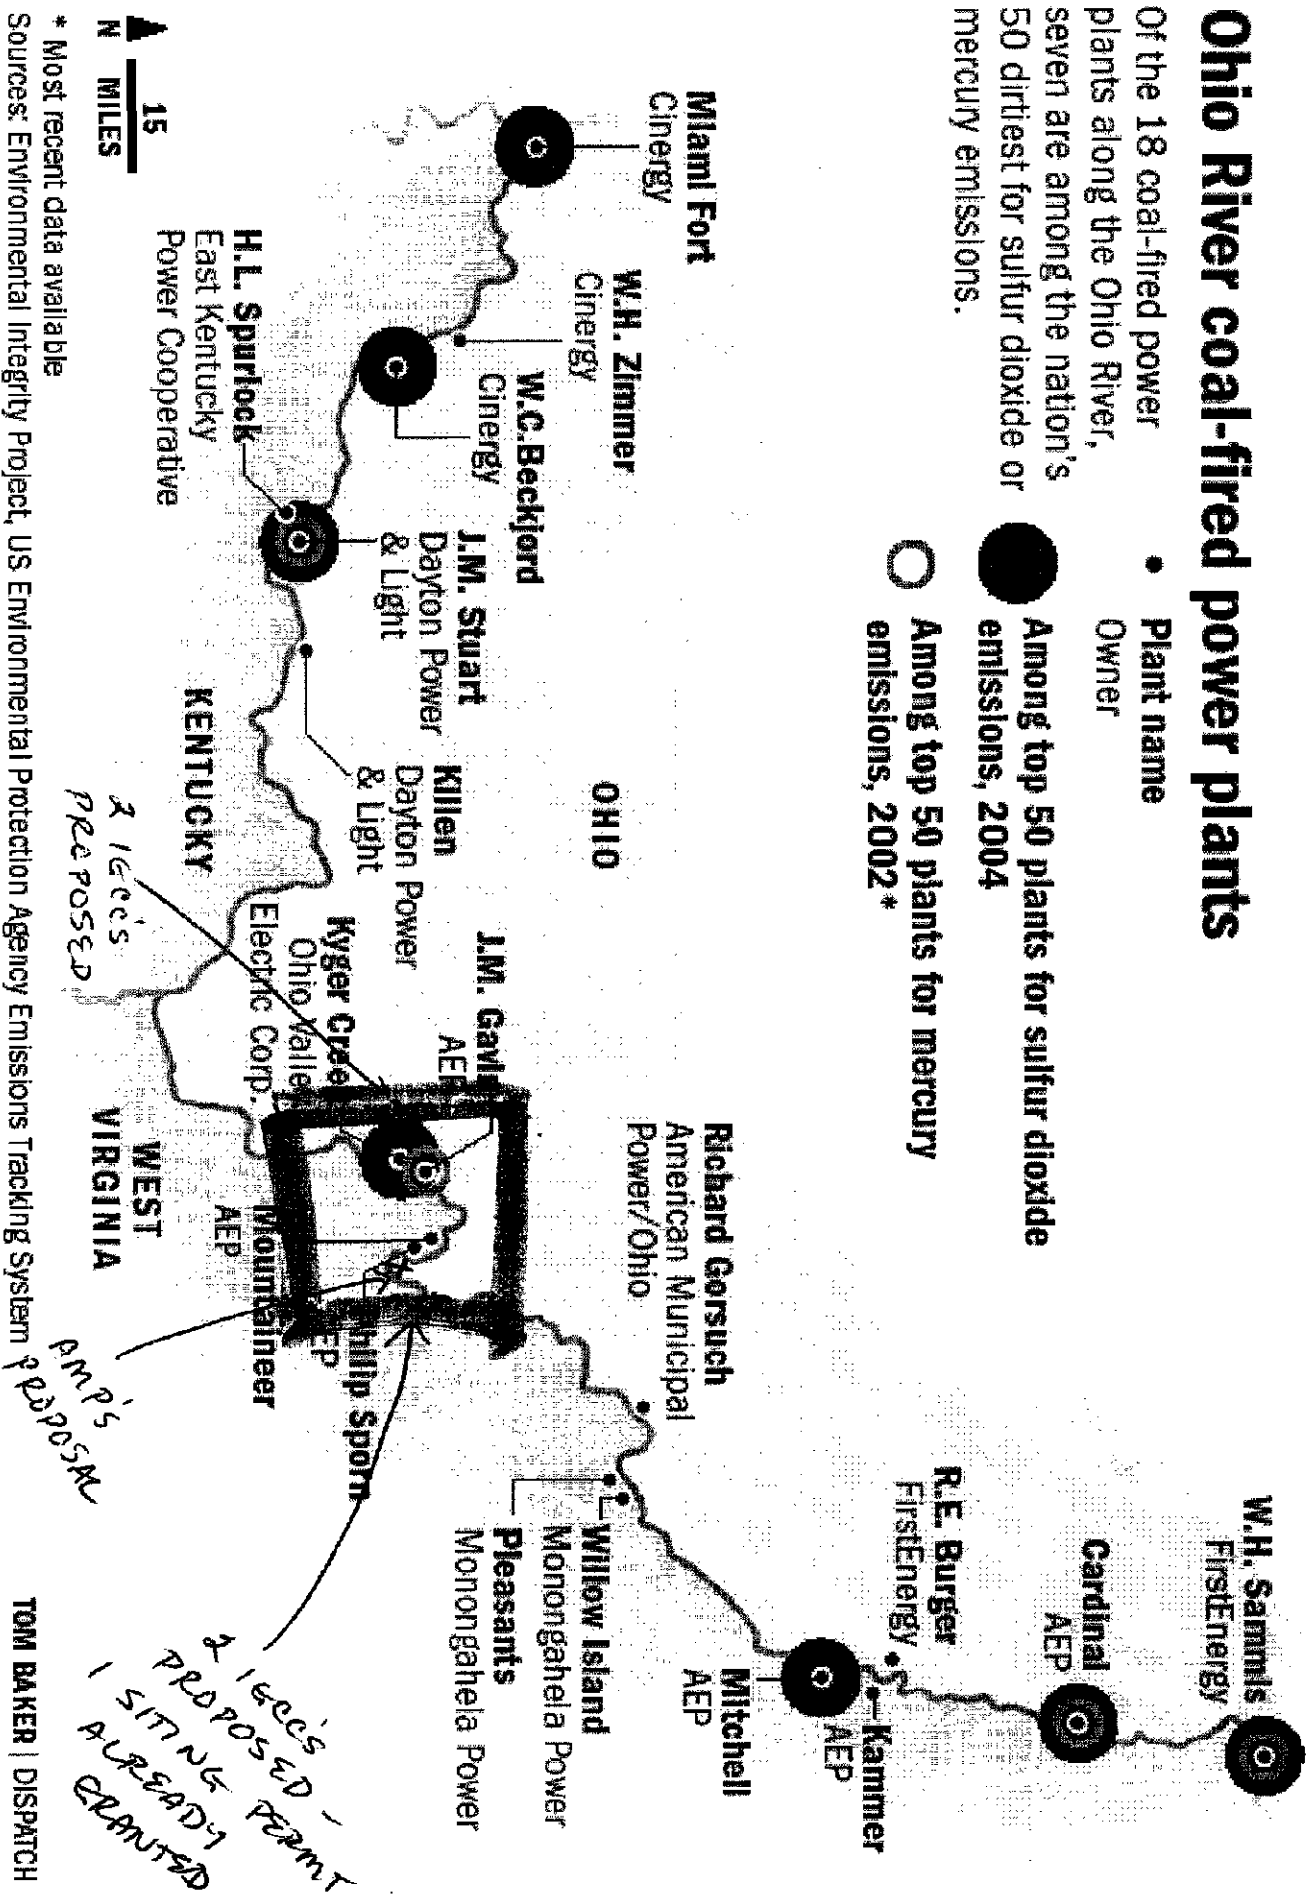 Ohio River coal-fired power plants
Of the 18 coal-fired power
plants along the Ohio River,
seven are among the nation's
50 dirtiest for sulfur dioxide or
mercury emissions.
Plant name
Owner
Among top 50 plants for sulfur dioxide
emissions, 2004
Among top 50 plants for mercury
emissions, 2002*
W.H. Sammis
FirstEnergy
Cardinal
AEP
R.E. Burger
FirstEnergy
Kammer
AEP
Mitchell
AEP
Richard Gorsuch
American Municipal
Power/Ohio
Willow Island
Monongahela Power
Pleasants
Monongahela Power
Miami Fort
Cinergy
W.H. Zimmer
Cinergy
W.C.Beckjord
Cinergy
J.M. Stuart
Dayton Power
& Light
Killen
Dayton Power
& Light
H.L. Spurlock
East Kentucky
Power Cooperative
OHIO
J.M. Gavi
AEP
Kyger Cree
Ohio Valle
Electric Corp.
hilip Sporn
EP
Mountaineer
AEP
KENTUCKY
WEST
VIRGINIA
2 IGCC'S
PROPOSED
AMP'S
PROPOSAL
2 IGCC'S
PROPOSED -
1 SITING PERMIT
ALREADY
GRANTED
15
N MILES
* Most recent data available
Sources: Environmental Integrity Project, US Environmental Protection Agency Emissions Tracking System
TOM BAKER | DISPATCH